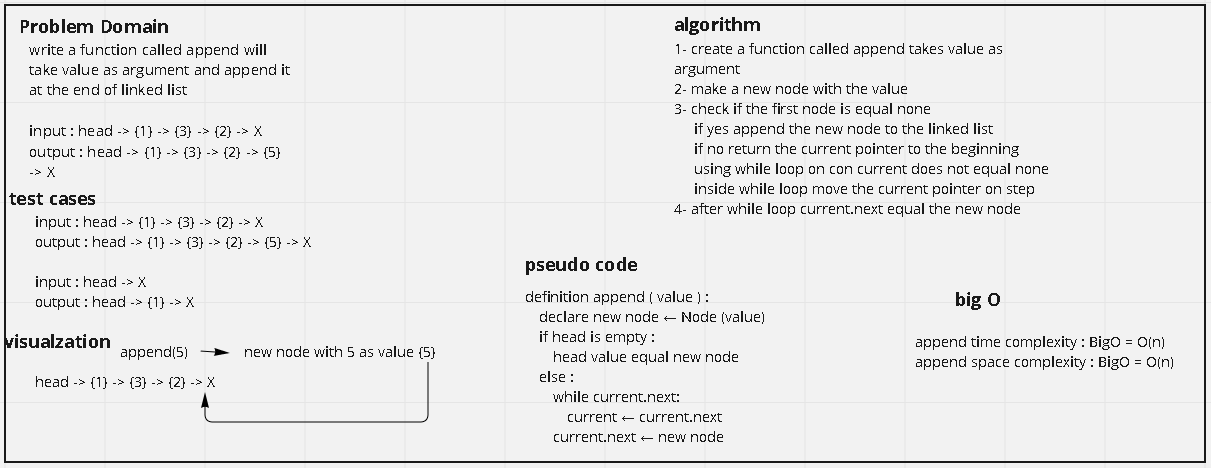 Problem Domain
write a function called append will
take value as argument and append it
at the end of linked list
input : head -> {1} -> {3} -> {2} -> X
output : head -> {1} -> {3} -> {2} -> {5}
-> X
test cases
input : head -> {1} -> {3} -> {2} -> X
output : head -> {1} -> {3} -> {2} -> {5} -> X
input : head -> X
output : head -> {1} -> X
visualzation
append(5)
new node with 5 as value {5}
head -> {1} -> {3} -> {2} -> X
algorithm
1- create a function called append takes value as
argument
2- make a new node with the value
3- check if the first node is equal none
if yes append the new node to the linked list
if no return the current pointer to the beginning
using while loop on con current does not equal none
inside while loop move the current pointer on step
4- after while loop current.next equal the new node
pseudo code
definition append ( value ) :
declare new node ← Node (value)
if head is empty :
head value equal new node
else :
while current.next:
current ← current.next
current.next ← new node
big O
append time complexity : BigO = O(n)
append space complexity : BigO = O(n)